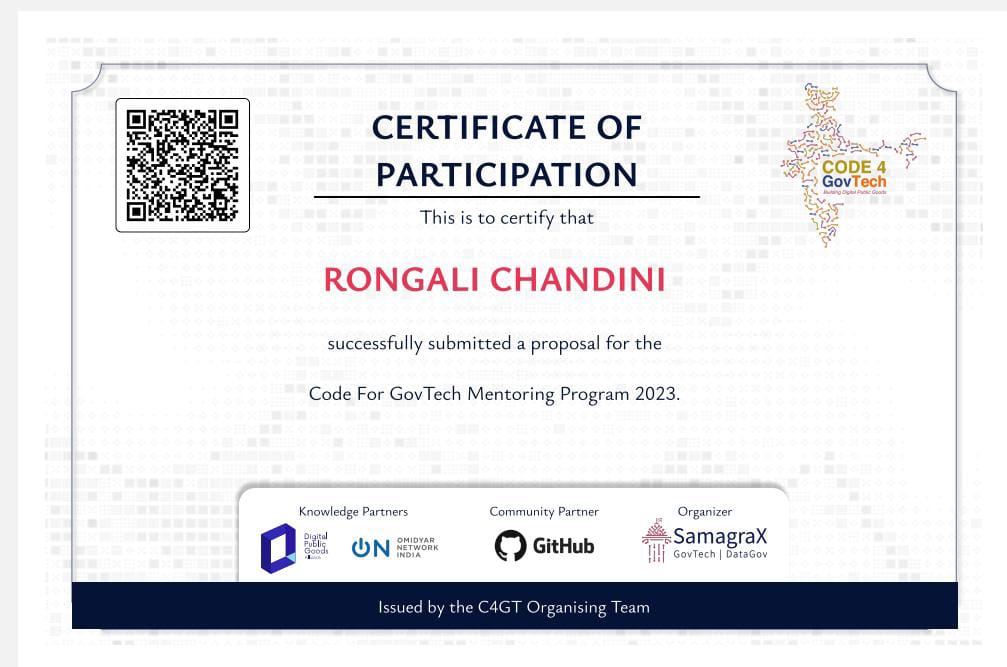 CERTIFICATE OF
PARTICIPATION
CODE 4
GovTech
Building Digital Public Goods
This is to certify that
RONGALI CHANDINI
successfully submitted a proposal for the
Code For GovTech Mentoring Program 2023.
Knowledge Partners
Community Partner
Organizer
Digital
Public
Goods
Alliance
ON
OMIDYAR
NETWORK
INDIA
GitHub
SamagraX
GovTech | DataGov
Issued by the C4GT Organising Team